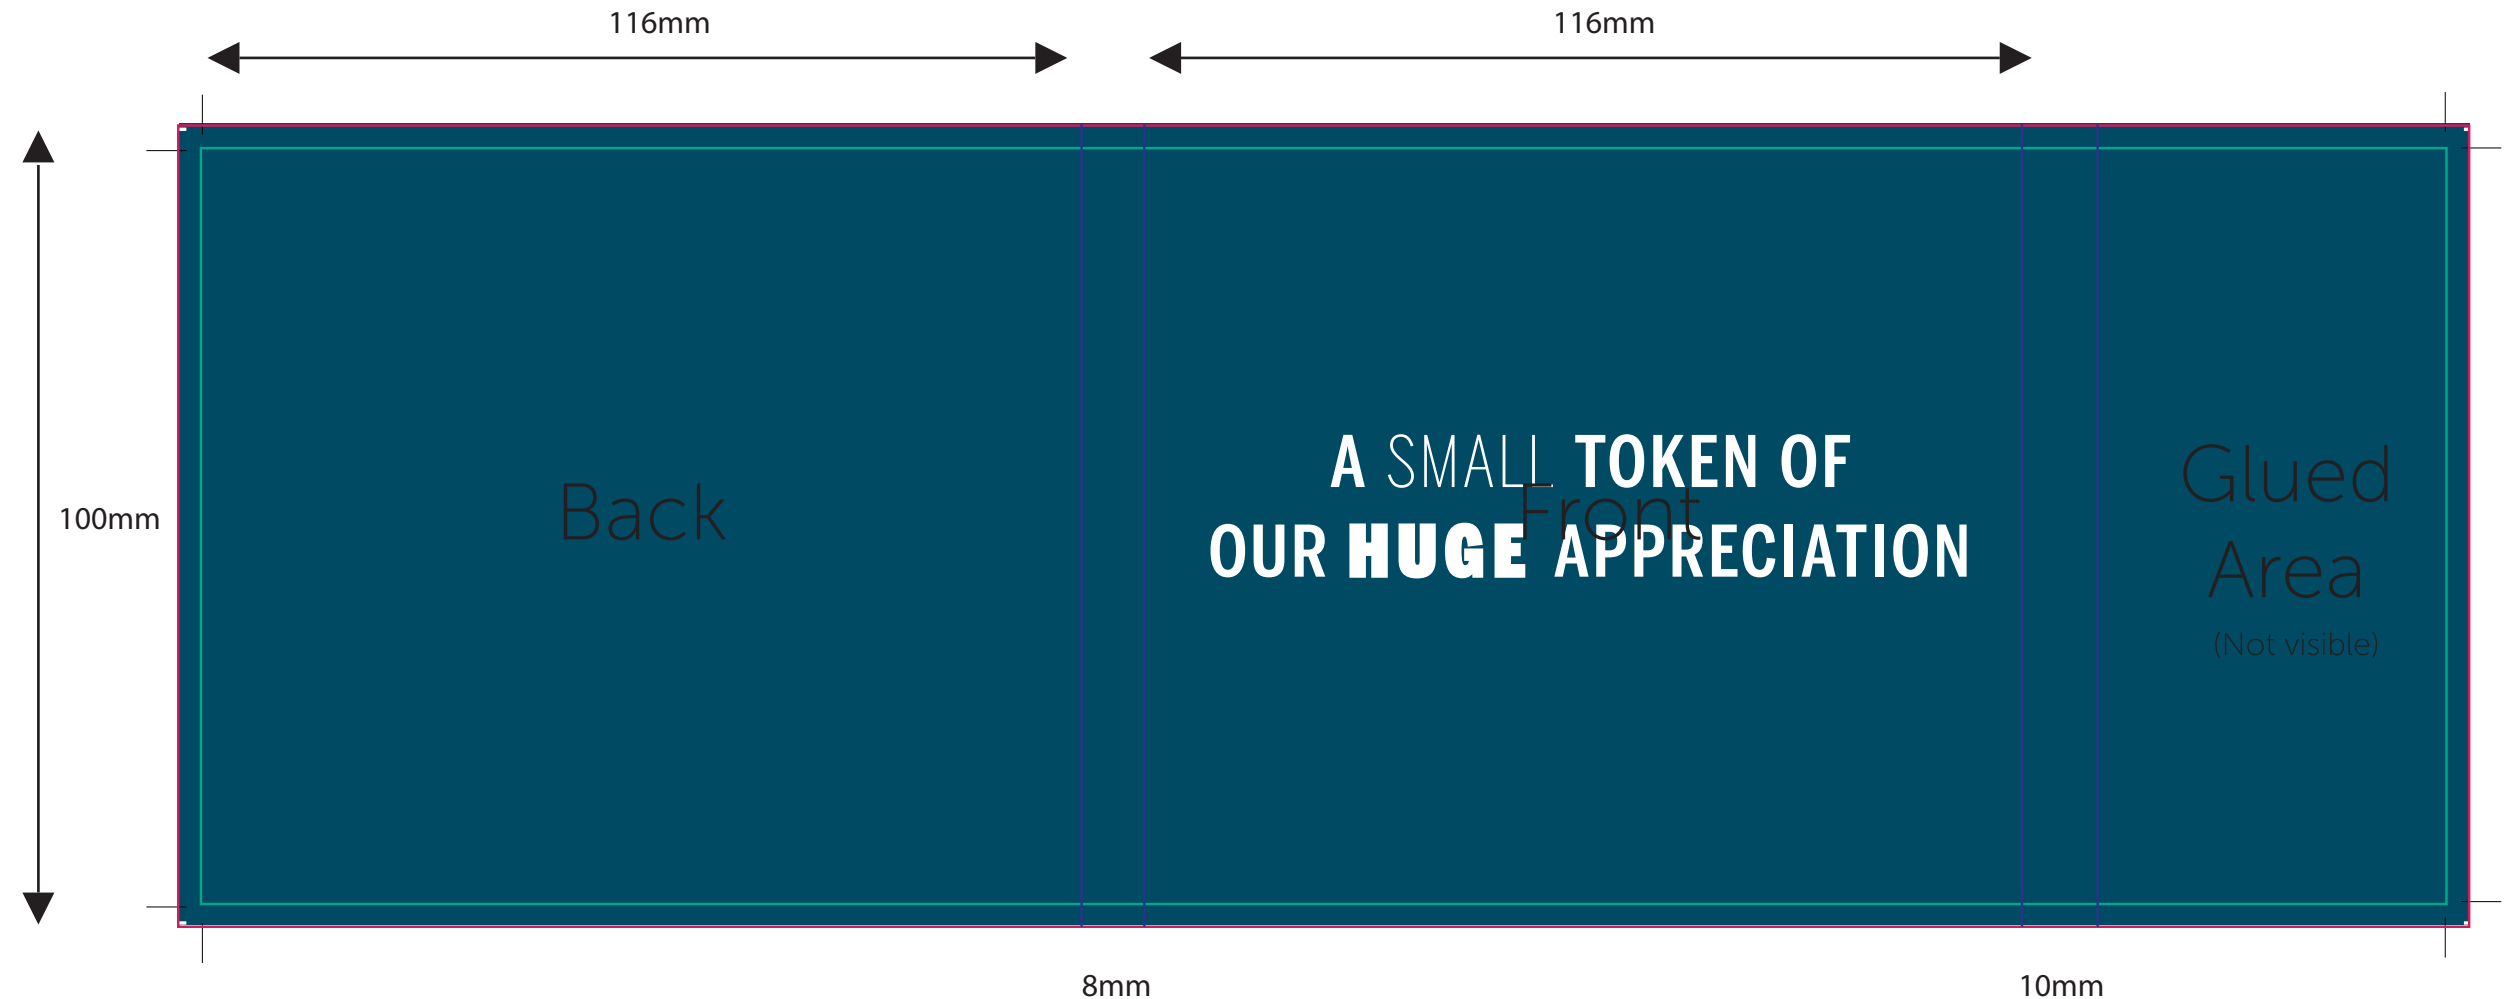 116mm
116mm
100mm
Back
A SMALL TOKEN OF
Front
OUR HUGE APPRECIATION
Glued
Area
(Not visible)
8mm
10mm